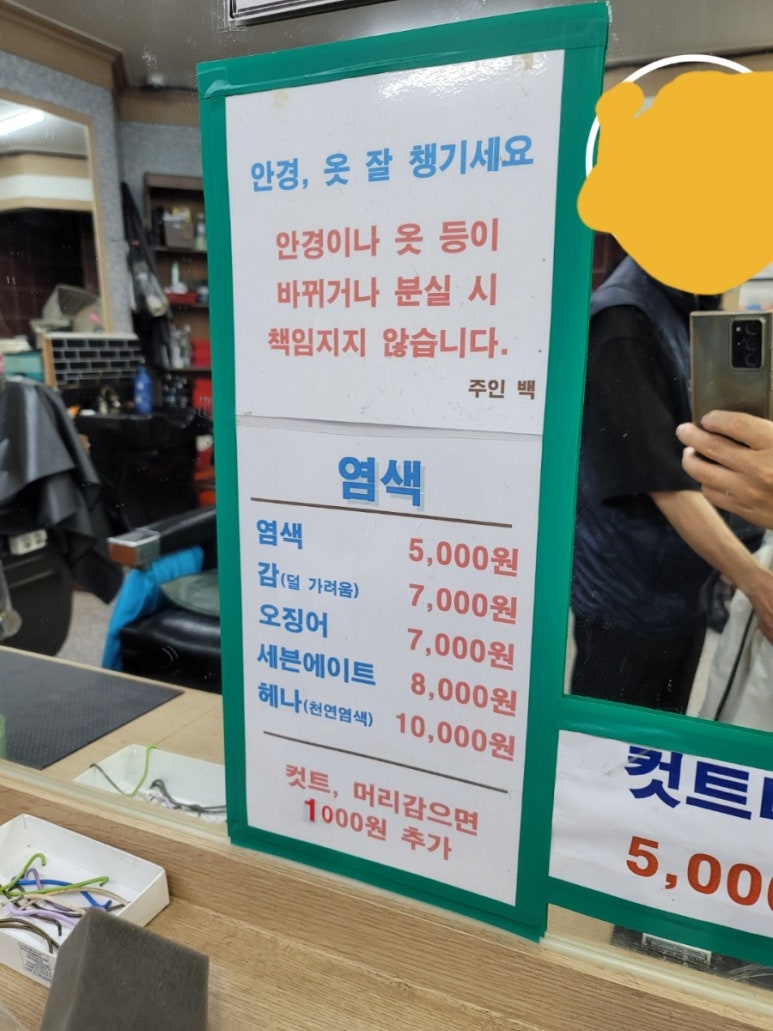 안경, 옷 잘 챙기세요
안경이나 옷 등이
바뀌거나 분실 시
책임지지 않습니다.
주인 백
염색
염색 5,000원
감(덜 가려움) 7,000원
오징어 7,000원
세븐에이트 8,000원
헤나(천연염색) 10,000원
컷트, 머리감으면
1000원 추가
컷트
5,000